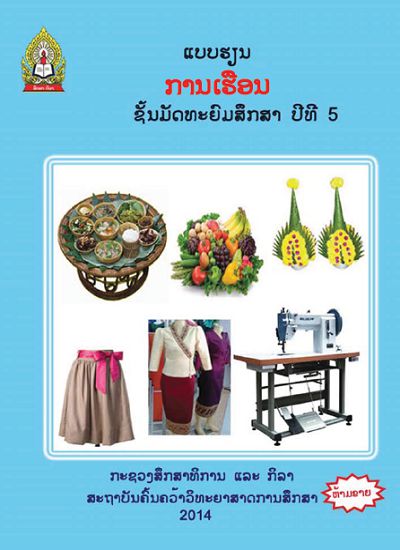 ແບບຮຽນ
ການເຮືອນ
ຊັ້ນມັດທະຍົມສຶກສາ ປີທີ 5
ກະຊວງສຶກສາທິການ ແລະ ກິລາ
ສະຖາບັນຄົ້ນຄວ້າວິທະຍາສາດການສຶກສາ
2014
ຫ້າມຂາຍ